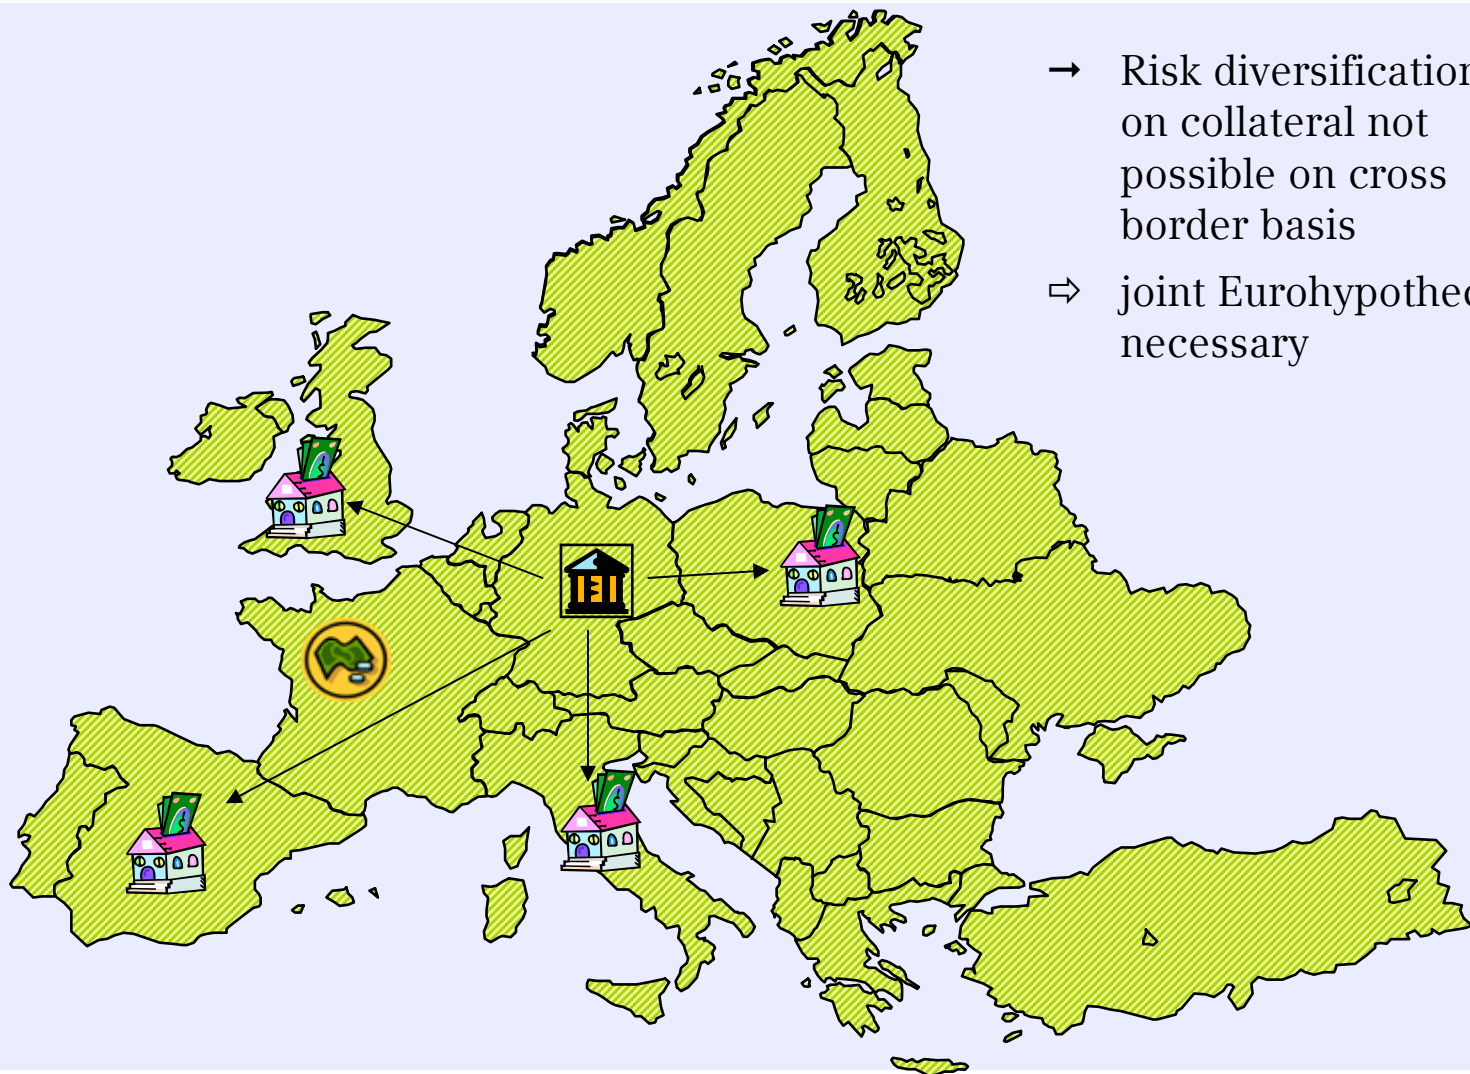 → Risk diversification
on collateral not
possible on cross
border basis
⇨ joint Eurohypothec
necessary